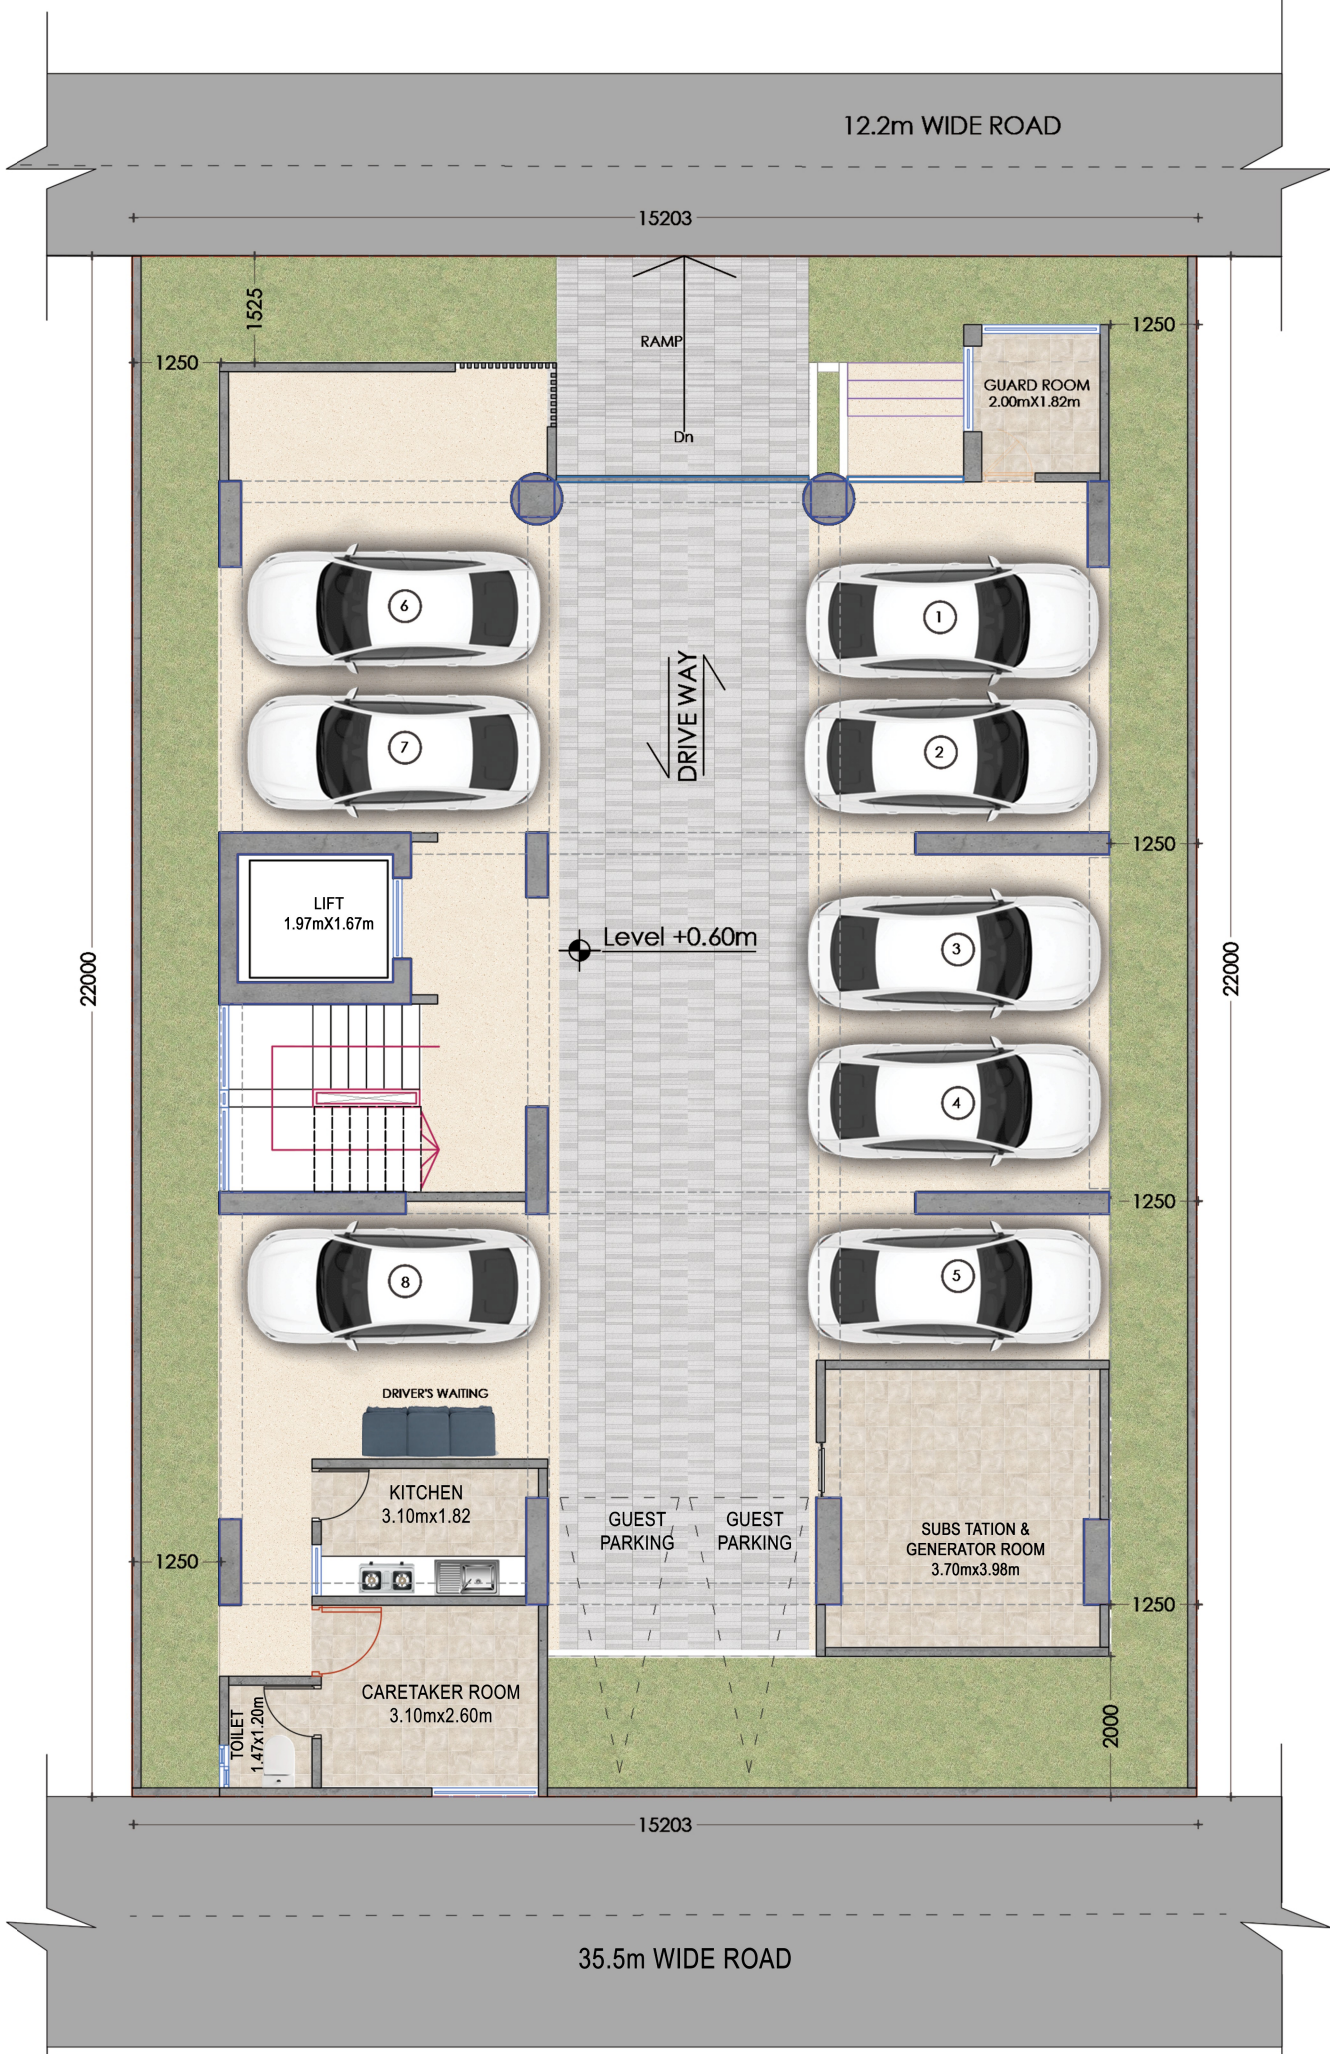 12.2m WIDE ROAD
15203
1525
1250
1250
RAMP
GUARD ROOM
2.00mX1.82m
Dn
6
1
7
2
DRIVE WAY
1250
LIFT
1.97mX1.67m
Level +0.60m
3
22000
22000
4
1250
8
5
DRIVER'S WAITING
KITCHEN
3.10mx1.82
GUEST
PARKING
GUEST
PARKING
SUBS TATION &
GENERATOR ROOM
3.70mx3.98m
1250
1250
CARETAKER ROOM
3.10mx2.60m
TOILET
1.47x1.20m
2000
15203
35.5m WIDE ROAD